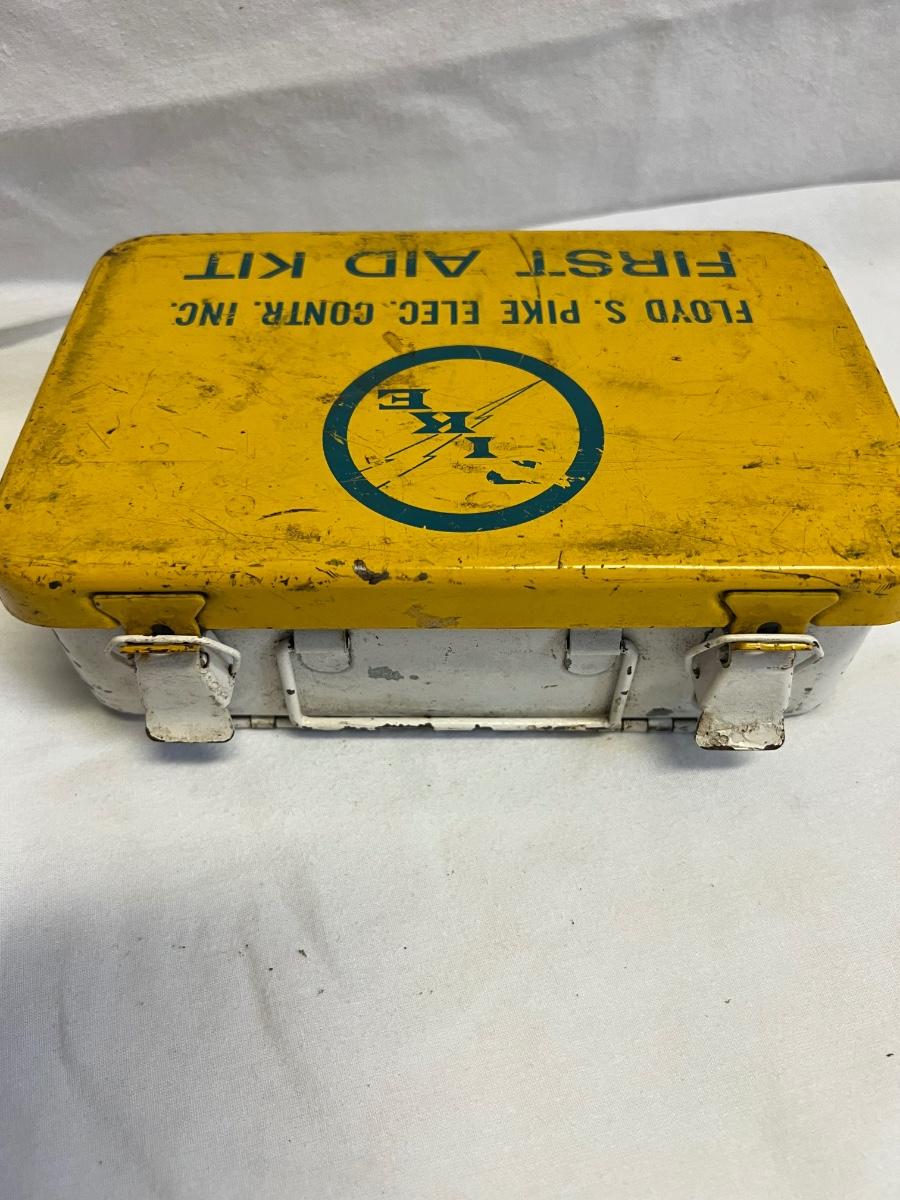 PIKE
FLOYD S. PIKE ELEC. CONTR. INC.
FIRST AID KIT